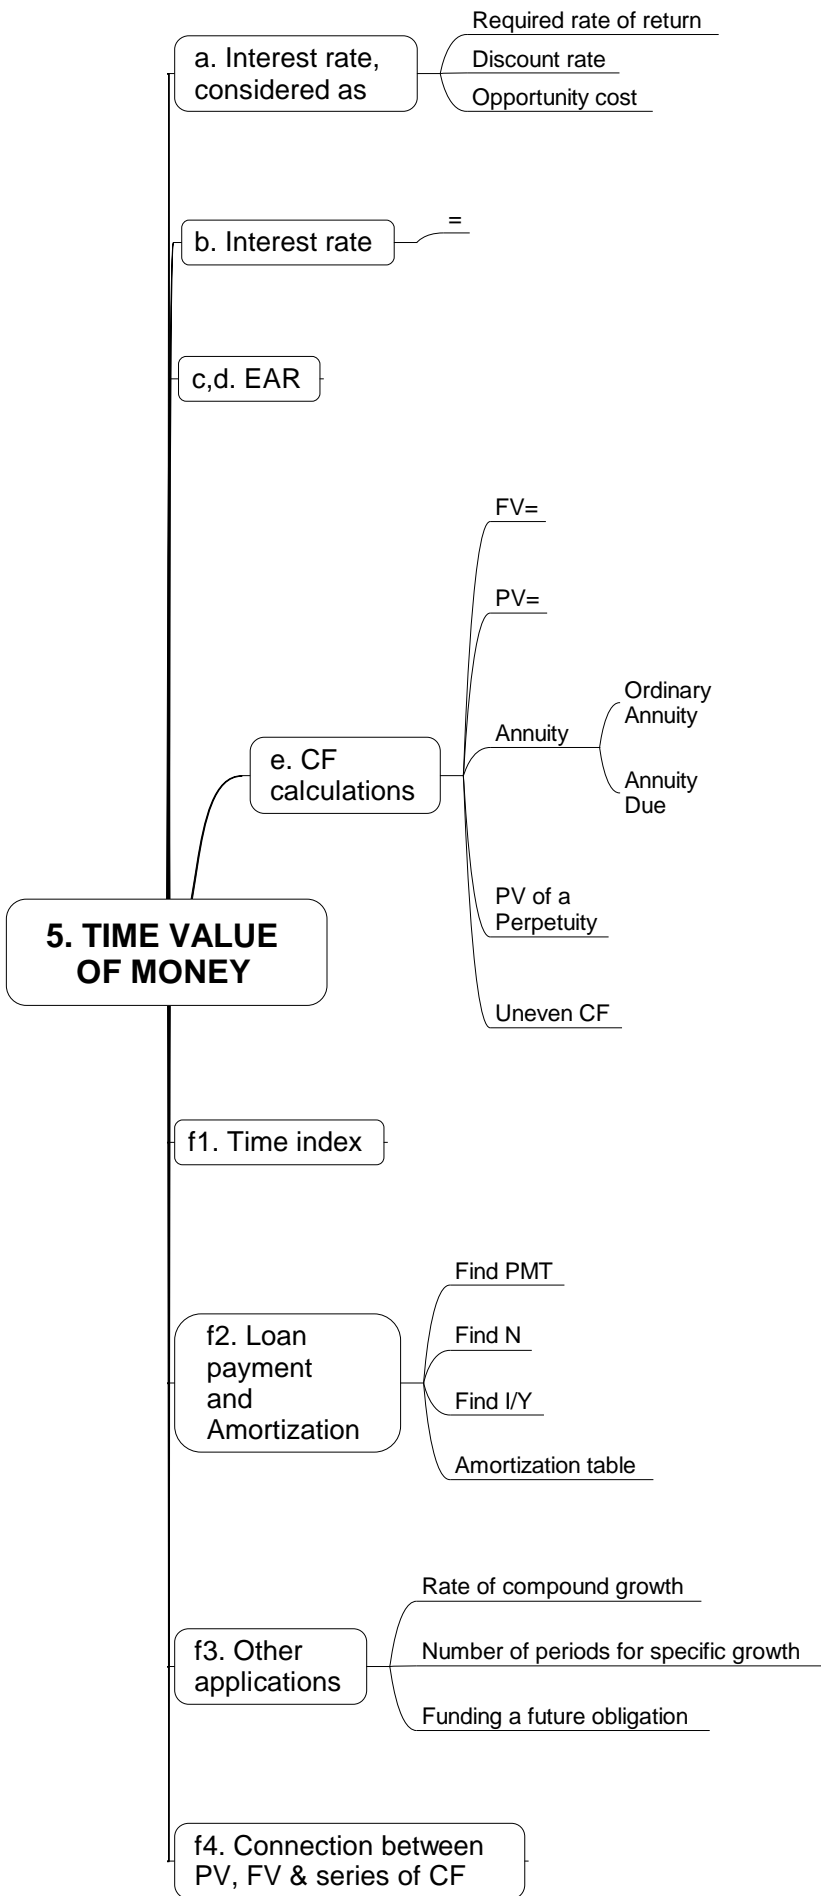 Required rate of return
a. Interest rate,
considered as
Discount rate
Opportunity cost
=
b. Interest rate
c,d. EAR
FV=
PV=
Ordinary
Annuity
Annuity
e. CF
calculations
Annuity
Due
PV of a
Perpetuity
5. TIME VALUE
OF MONEY
Uneven CF
f1. Time index
Find PMT
f2. Loan
payment
and
Amortization
Find N
Find I/Y
Amortization table
Rate of compound growth
f3. Other
applications
Number of periods for specific growth
Funding a future obligation
f4. Connection between
PV, FV & series of CF